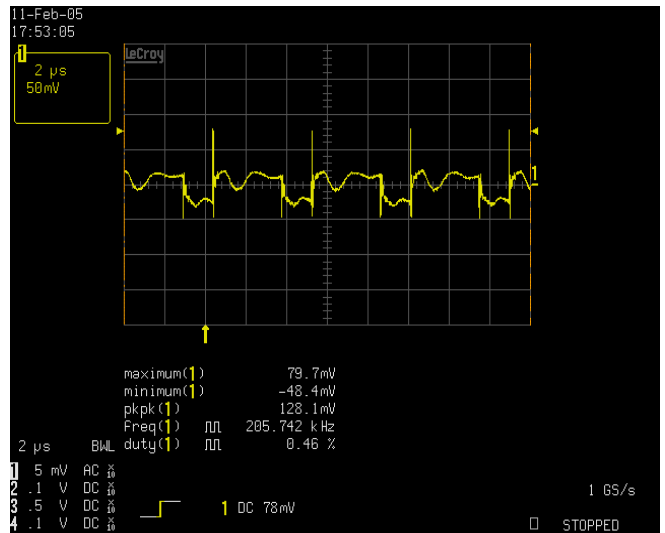 11-Feb-05
17:53:05
1
2 µs
50mV
LeCroy
1
maximum(1) 79.7mV
minimum(1) -48.4mV
pkpk(1) 128.1mV
freq(1) 205.742 kHz
duty(1) 0.46 %
2 µs BWL
1 5 mV AC x10
2 .1 V DC x10
3 .5 V DC x10
4 .1 V DC x10
1 DC 78mV
1 GS/s
STOPPED